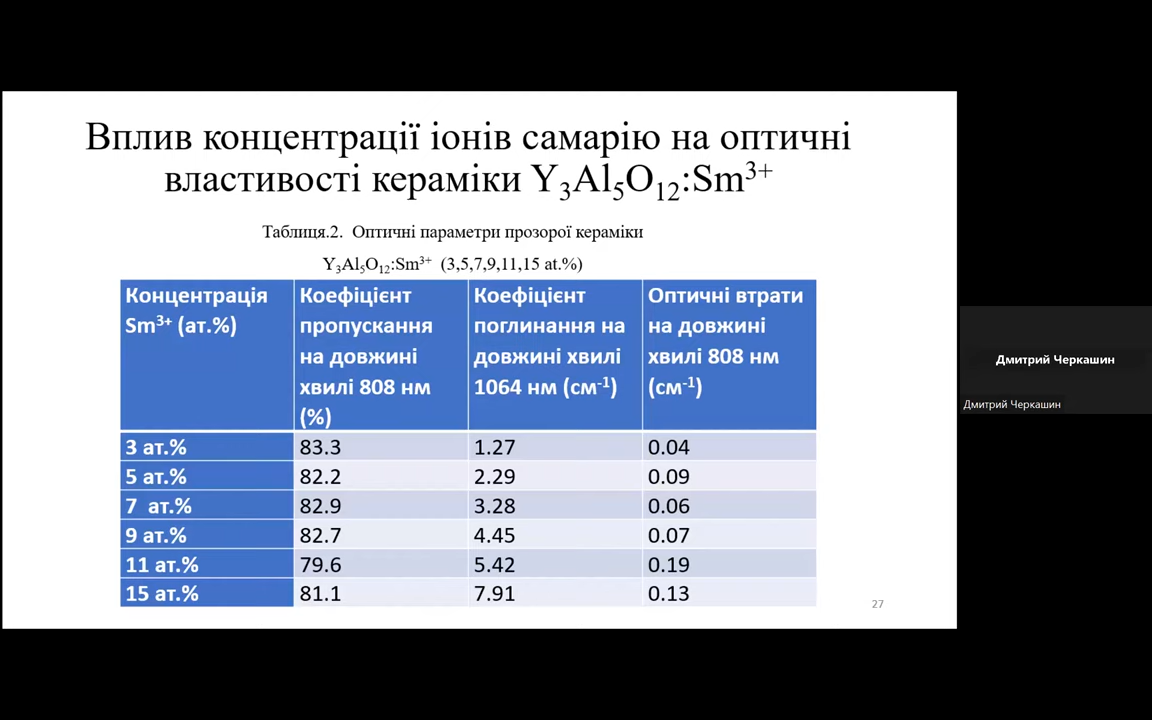 Вплив концентрації іонів самарію на оптичні
властивості кераміки Y₃Al₅O₁₂:Sm³⁺
Таблиця.2. Оптичні параметри прозорої кераміки
Y₃Al₅O₁₂:Sm³⁺ (3,5,7,9,11,15 at.%)
Концентрація Sm³⁺ (ат.%) | Коефіцієнт пропускання на довжині хвилі 808 нм (%) | Коефіцієнт поглинання на довжині хвилі 1064 нм (см⁻¹) | Оптичні втрати на довжині хвилі 808 нм (см⁻¹)
3 ат.% | 83.3 | 1.27 | 0.04
5 ат.% | 82.2 | 2.29 | 0.09
7 ат.% | 82.9 | 3.28 | 0.06
9 ат.% | 82.7 | 4.45 | 0.07
11 ат.% | 79.6 | 5.42 | 0.19
15 ат.% | 81.1 | 7.91 | 0.13
27
Дмитрий Черкашин
Дмитрий Черкашин